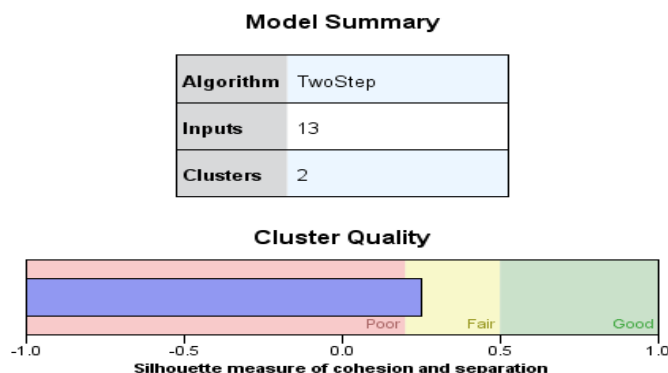 Model Summary
Algorithm TwoStep
Inputs 13
Clusters 2
Cluster Quality
Poor Fair Good
-1.0 -0.5 0.0 0.5 1.0
Silhouette measure of cohesion and separation